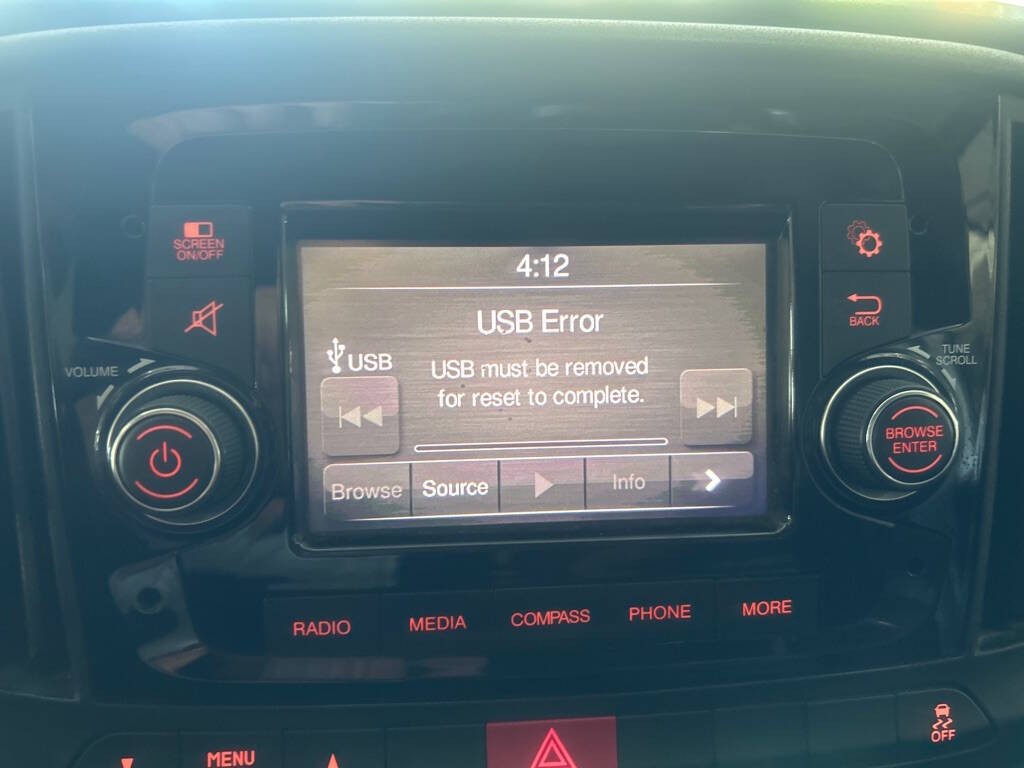 4:12
SCREEN
ON/OFF
USB Error
USB
USB must be removed
for reset to complete.
BACK
VOLUME
TUNE
SCROLL
BROWSE
ENTER
Browse
Source
Info
RADIO
MEDIA
COMPASS
PHONE
MORE
MENU
OFF